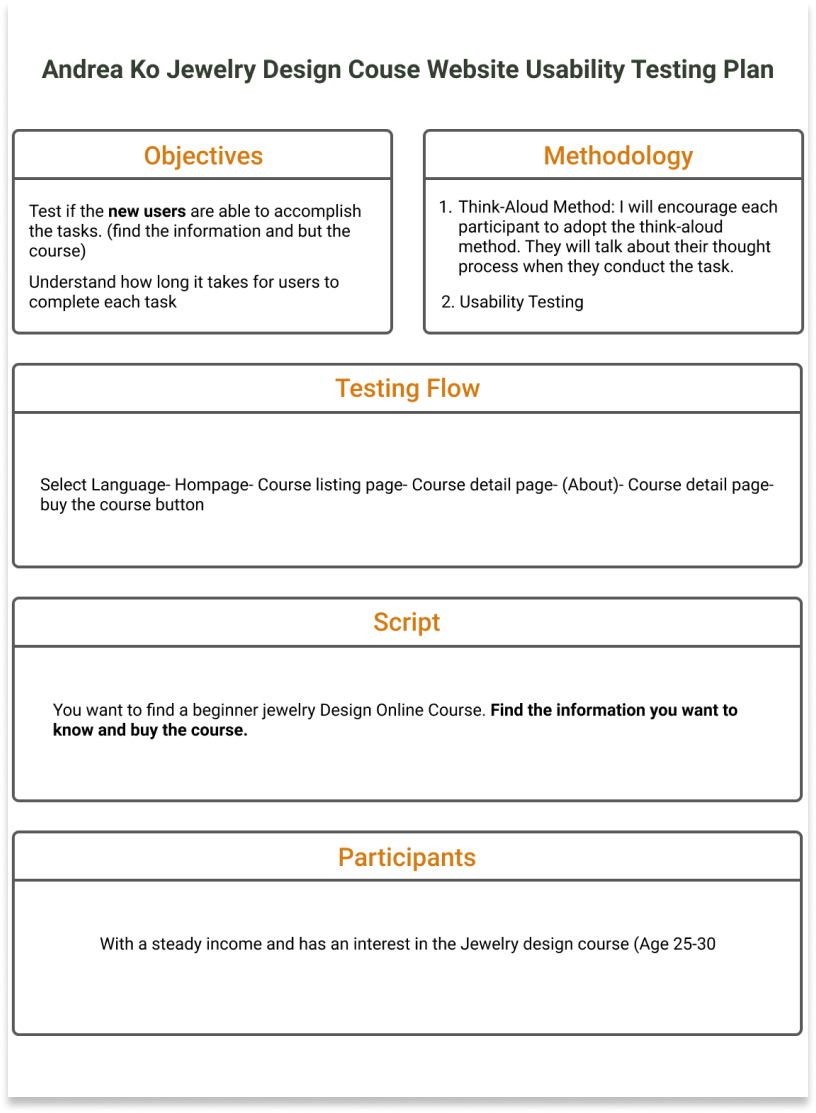 Andrea Ko Jewelry Design Couse Website Usability Testing Plan
Objectives
Test if the new users are able to accomplish
the tasks. (find the information and but the
course)
Understand how long it takes for users to
complete each task
Methodology
1. Think-Aloud Method: I will encourage each
participant to adopt the think-aloud
method. They will talk about their thought
process when they conduct the task.
2. Usability Testing
Testing Flow
Select Language- Hompage- Course listing page- Course detail page- (About)- Course detail page-
buy the course button
Script
You want to find a beginner jewelry Design Online Course. Find the information you want to
know and buy the course.
Participants
With a steady income and has an interest in the Jewelry design course (Age 25-30